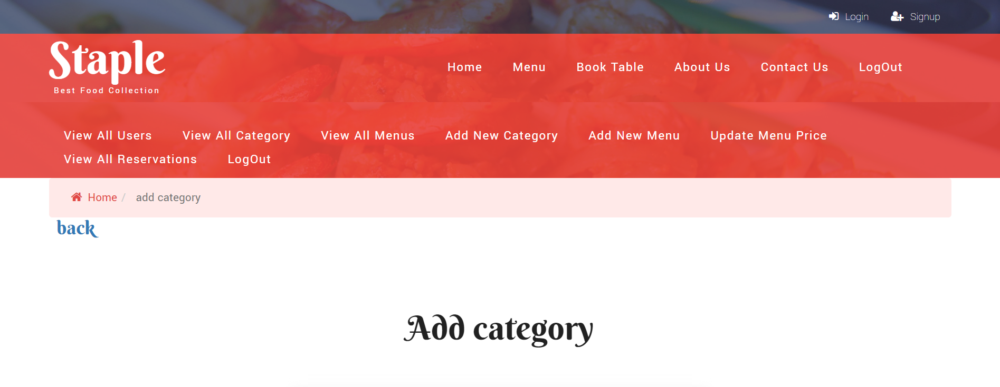 Login Signup
Staple
Best Food Collection
Home Menu Book Table About Us Contact Us LogOut
View All Users View All Category View All Menus Add New Category Add New Menu Update Menu Price
View All Reservations LogOut
Home / add category
back
Add category